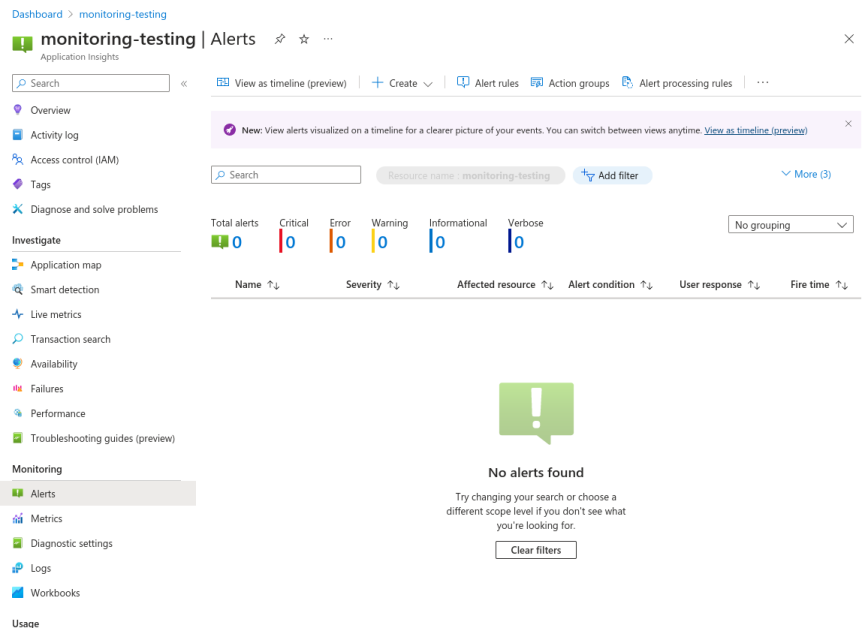 Dashboard > monitoring-testing
monitoring-testing | Alerts
Application Insights
Search
Overview
Activity log
Access control (IAM)
Tags
Diagnose and solve problems
Investigate
Application map
Smart detection
Live metrics
Transaction search
Availability
Failures
Performance
Troubleshooting guides (preview)
Monitoring
Alerts
Metrics
Diagnostic settings
Logs
Workbooks
Usage
View as timeline (preview) Create Alert rules Action groups Alert processing rules
New: View alerts visualized on a timeline for a clearer picture of your events. You can switch between views anytime. View as timeline (preview)
Search Resource name : monitoring-testing Add filter More (3)
Total alerts Critical Error Warning Informational Verbose
0 0 0 0 0 0
No grouping
Name Severity Affected resource Alert condition User response Fire time
No alerts found
Try changing your search or choose a
different scope level if you don't see what
you're looking for.
Clear filters